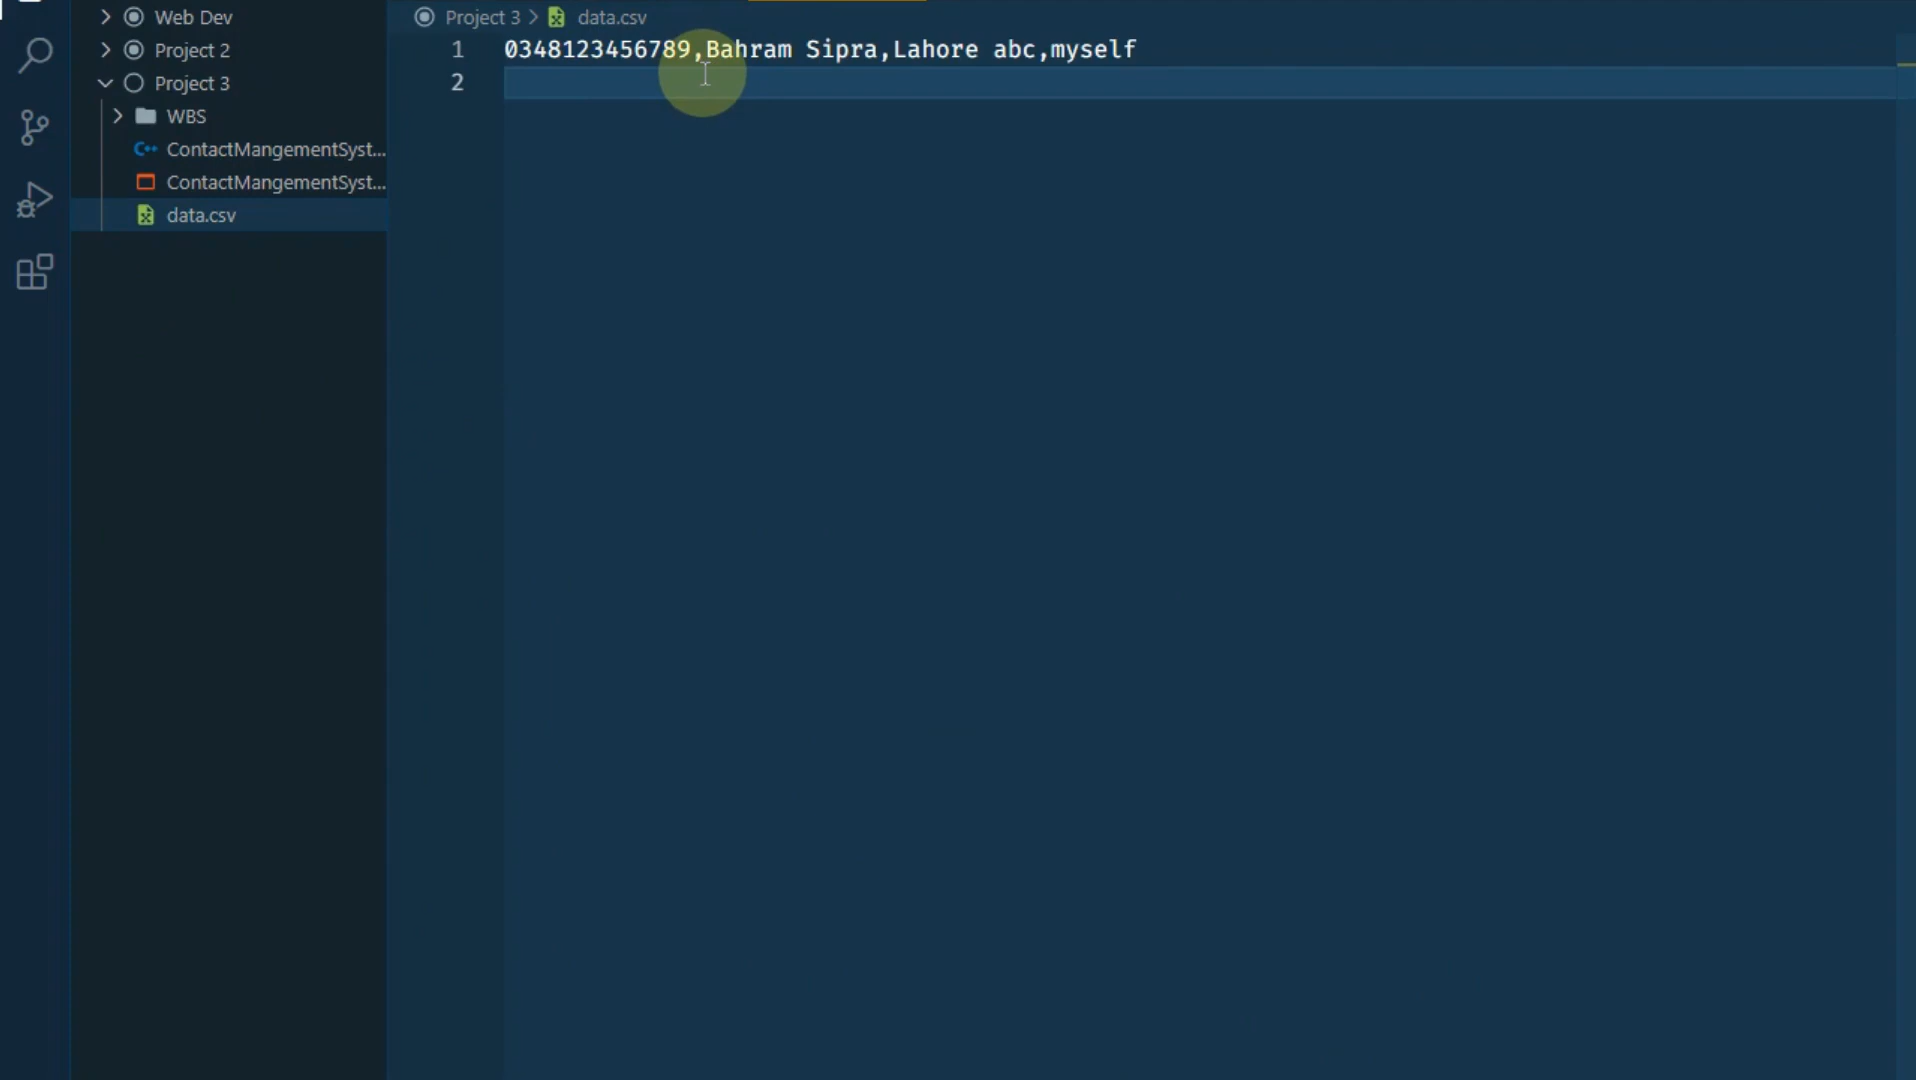 Web Dev
Project 2
Project 3
WBS
ContactMangementSyst...
ContactMangementSyst...
data.csv
Project 3 > data.csv
1 0348123456789,Bahram Sipra,Lahore abc,myself
2